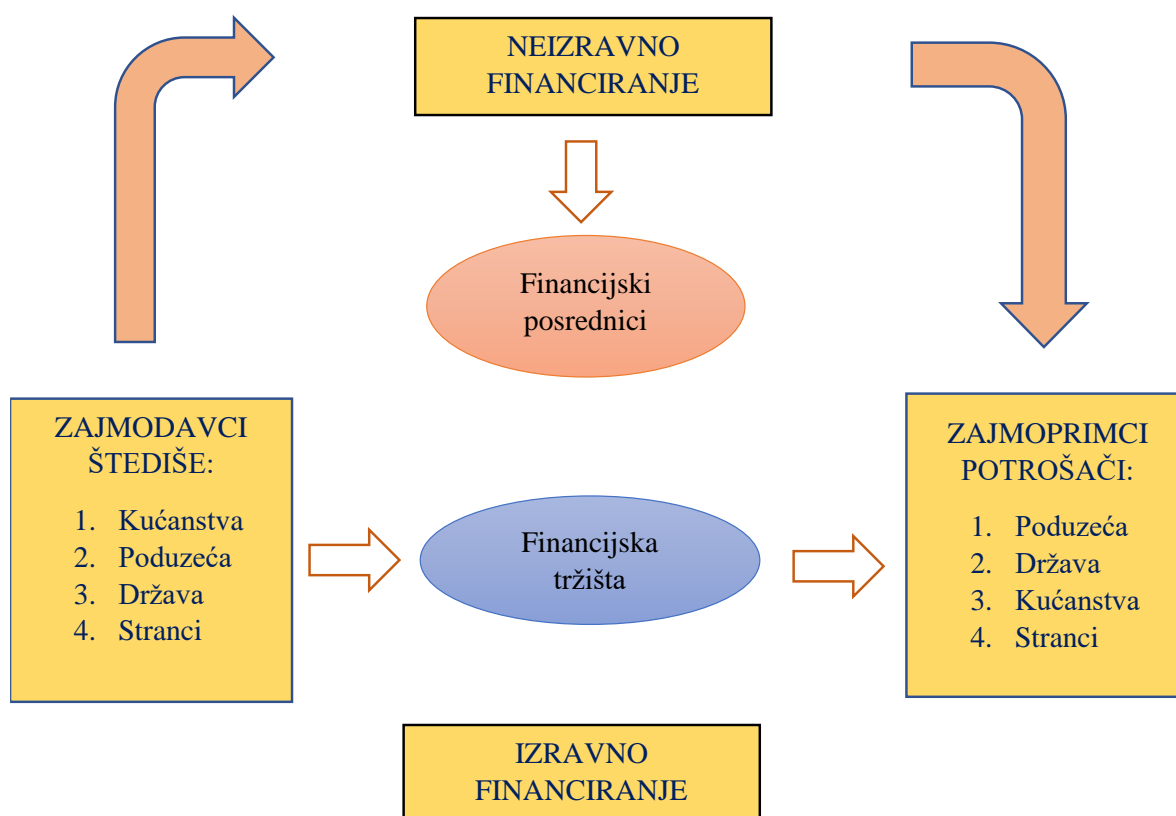 NEIZRAVNO
FINANCIRANJE
Financijski
posrednici
ZAJMODAVCI
ŠTEDIŠE:
1. Kućanstva
2. Poduzeća
3. Država
4. Stranci
Financijska
tržišta
ZAJMOPRIMCI
POTROŠAČI:
1. Poduzeća
2. Država
3. Kućanstva
4. Stranci
IZRAVNO
FINANCIRANJE